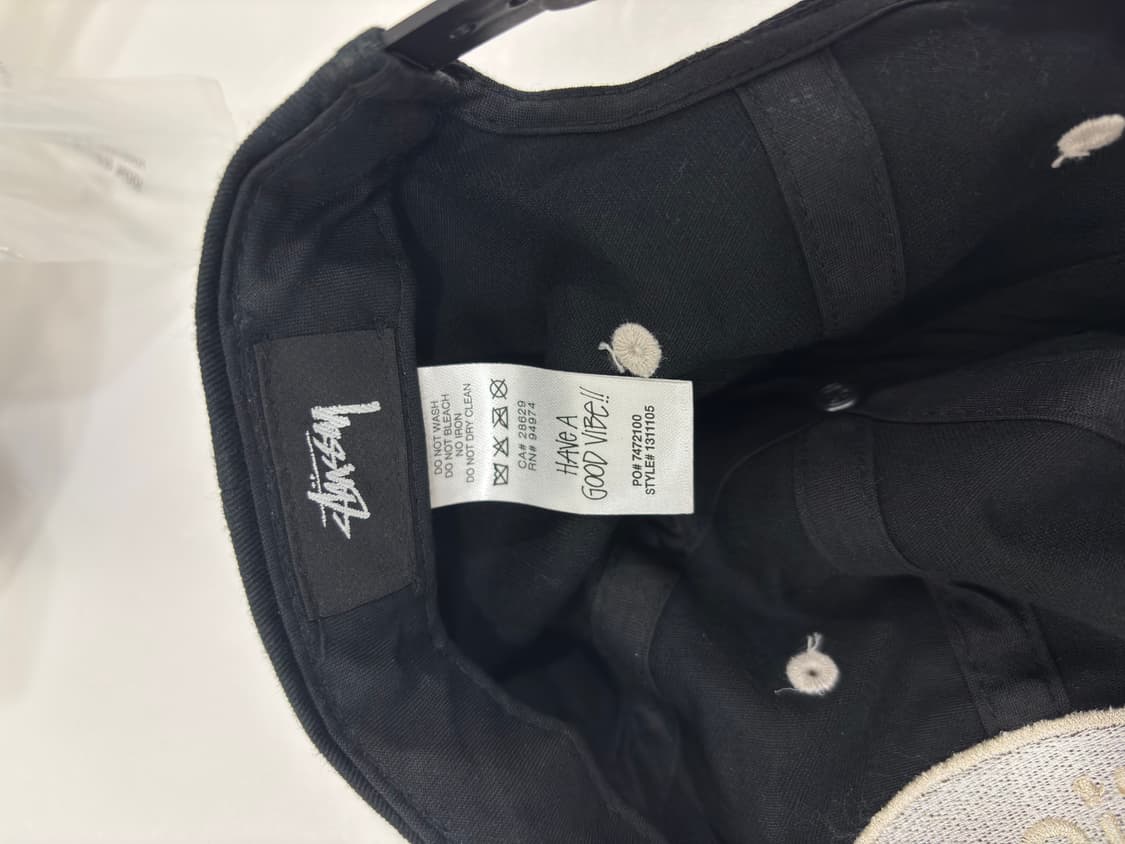 Stüssy
DO NOT WASH
DO NOT BLEACH
NO IRON
DO NOT DRY CLEAN
CA# 28629
RN# 94974
HAVE A
GOOD VIBE!!
PO# 7472100
STYLE# 1311105